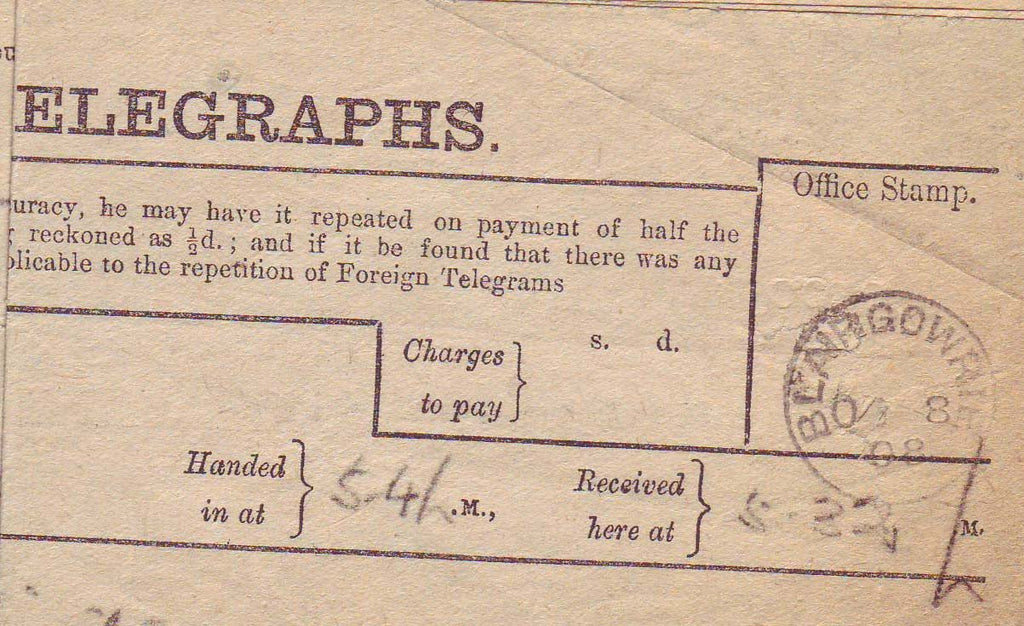 ELEGRAPHS.
Office Stamp.
uracy, he may have it repeated on payment of half the
reckoned as ½d.; and if it be found that there was any
plicable to the repetition of Foreign Telegrams
Charges
to pay
s. d.
BLAIRGOWRIE
8
08
Handed
in at
.M.,
Received
here at
M.